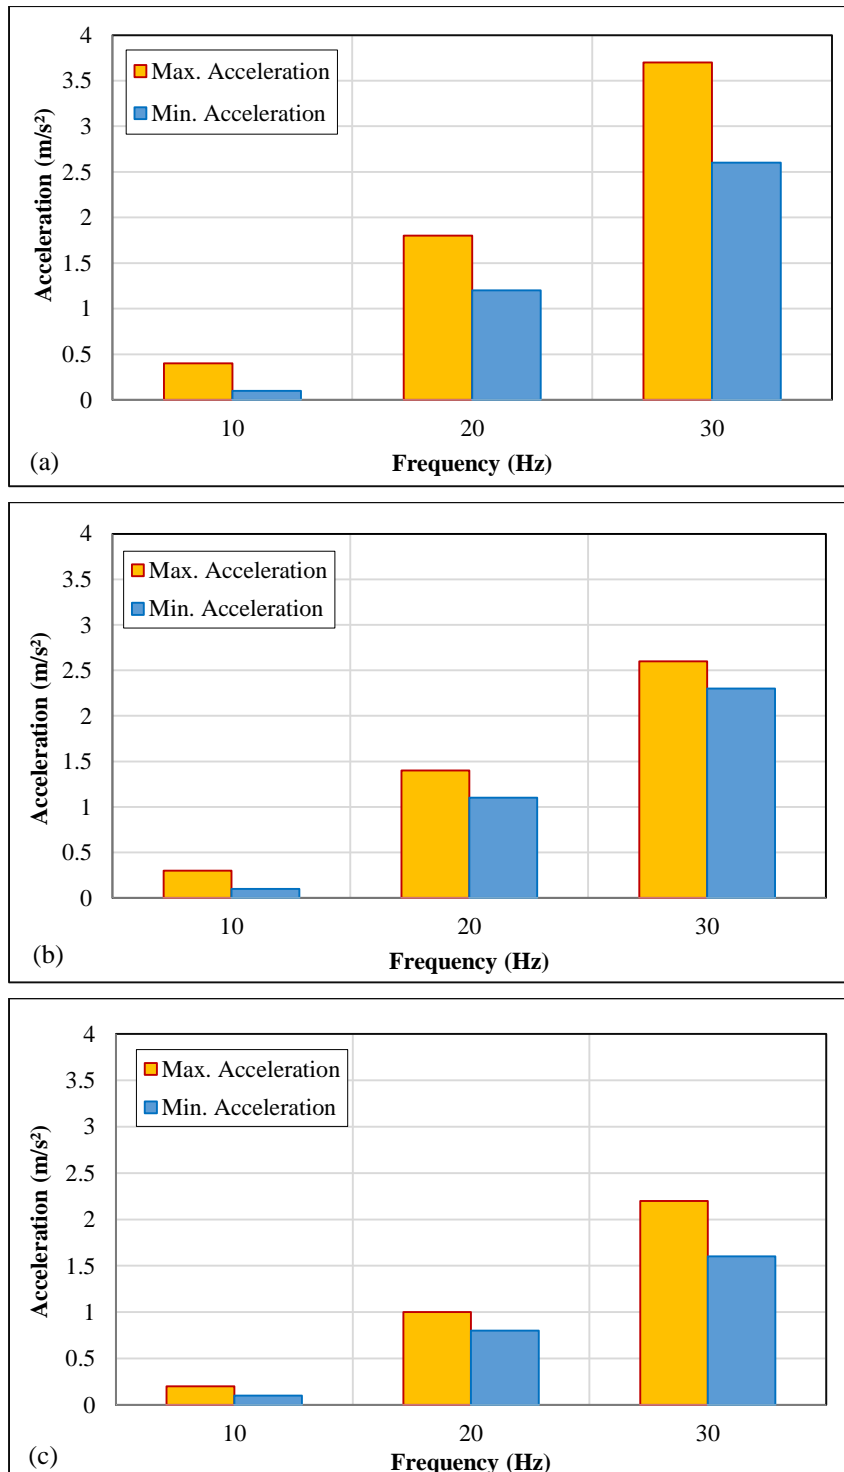 4
3.5
3
2.5
2
1.5
1
0.5
0
Acceleration (m/s²)
Max. Acceleration
Min. Acceleration
10 20 30
(a)
Frequency (Hz)
4
3.5
3
2.5
2
1.5
1
0.5
0
Acceleration (m/s²)
Max. Acceleration
Min. Acceleration
10 20 30
(b)
Frequency (Hz)
4
3.5
3
2.5
2
1.5
1
0.5
0
Acceleration (m/s²)
Max. Acceleration
Min. Acceleration
10 20 30
(c)
Frequency (Hz)